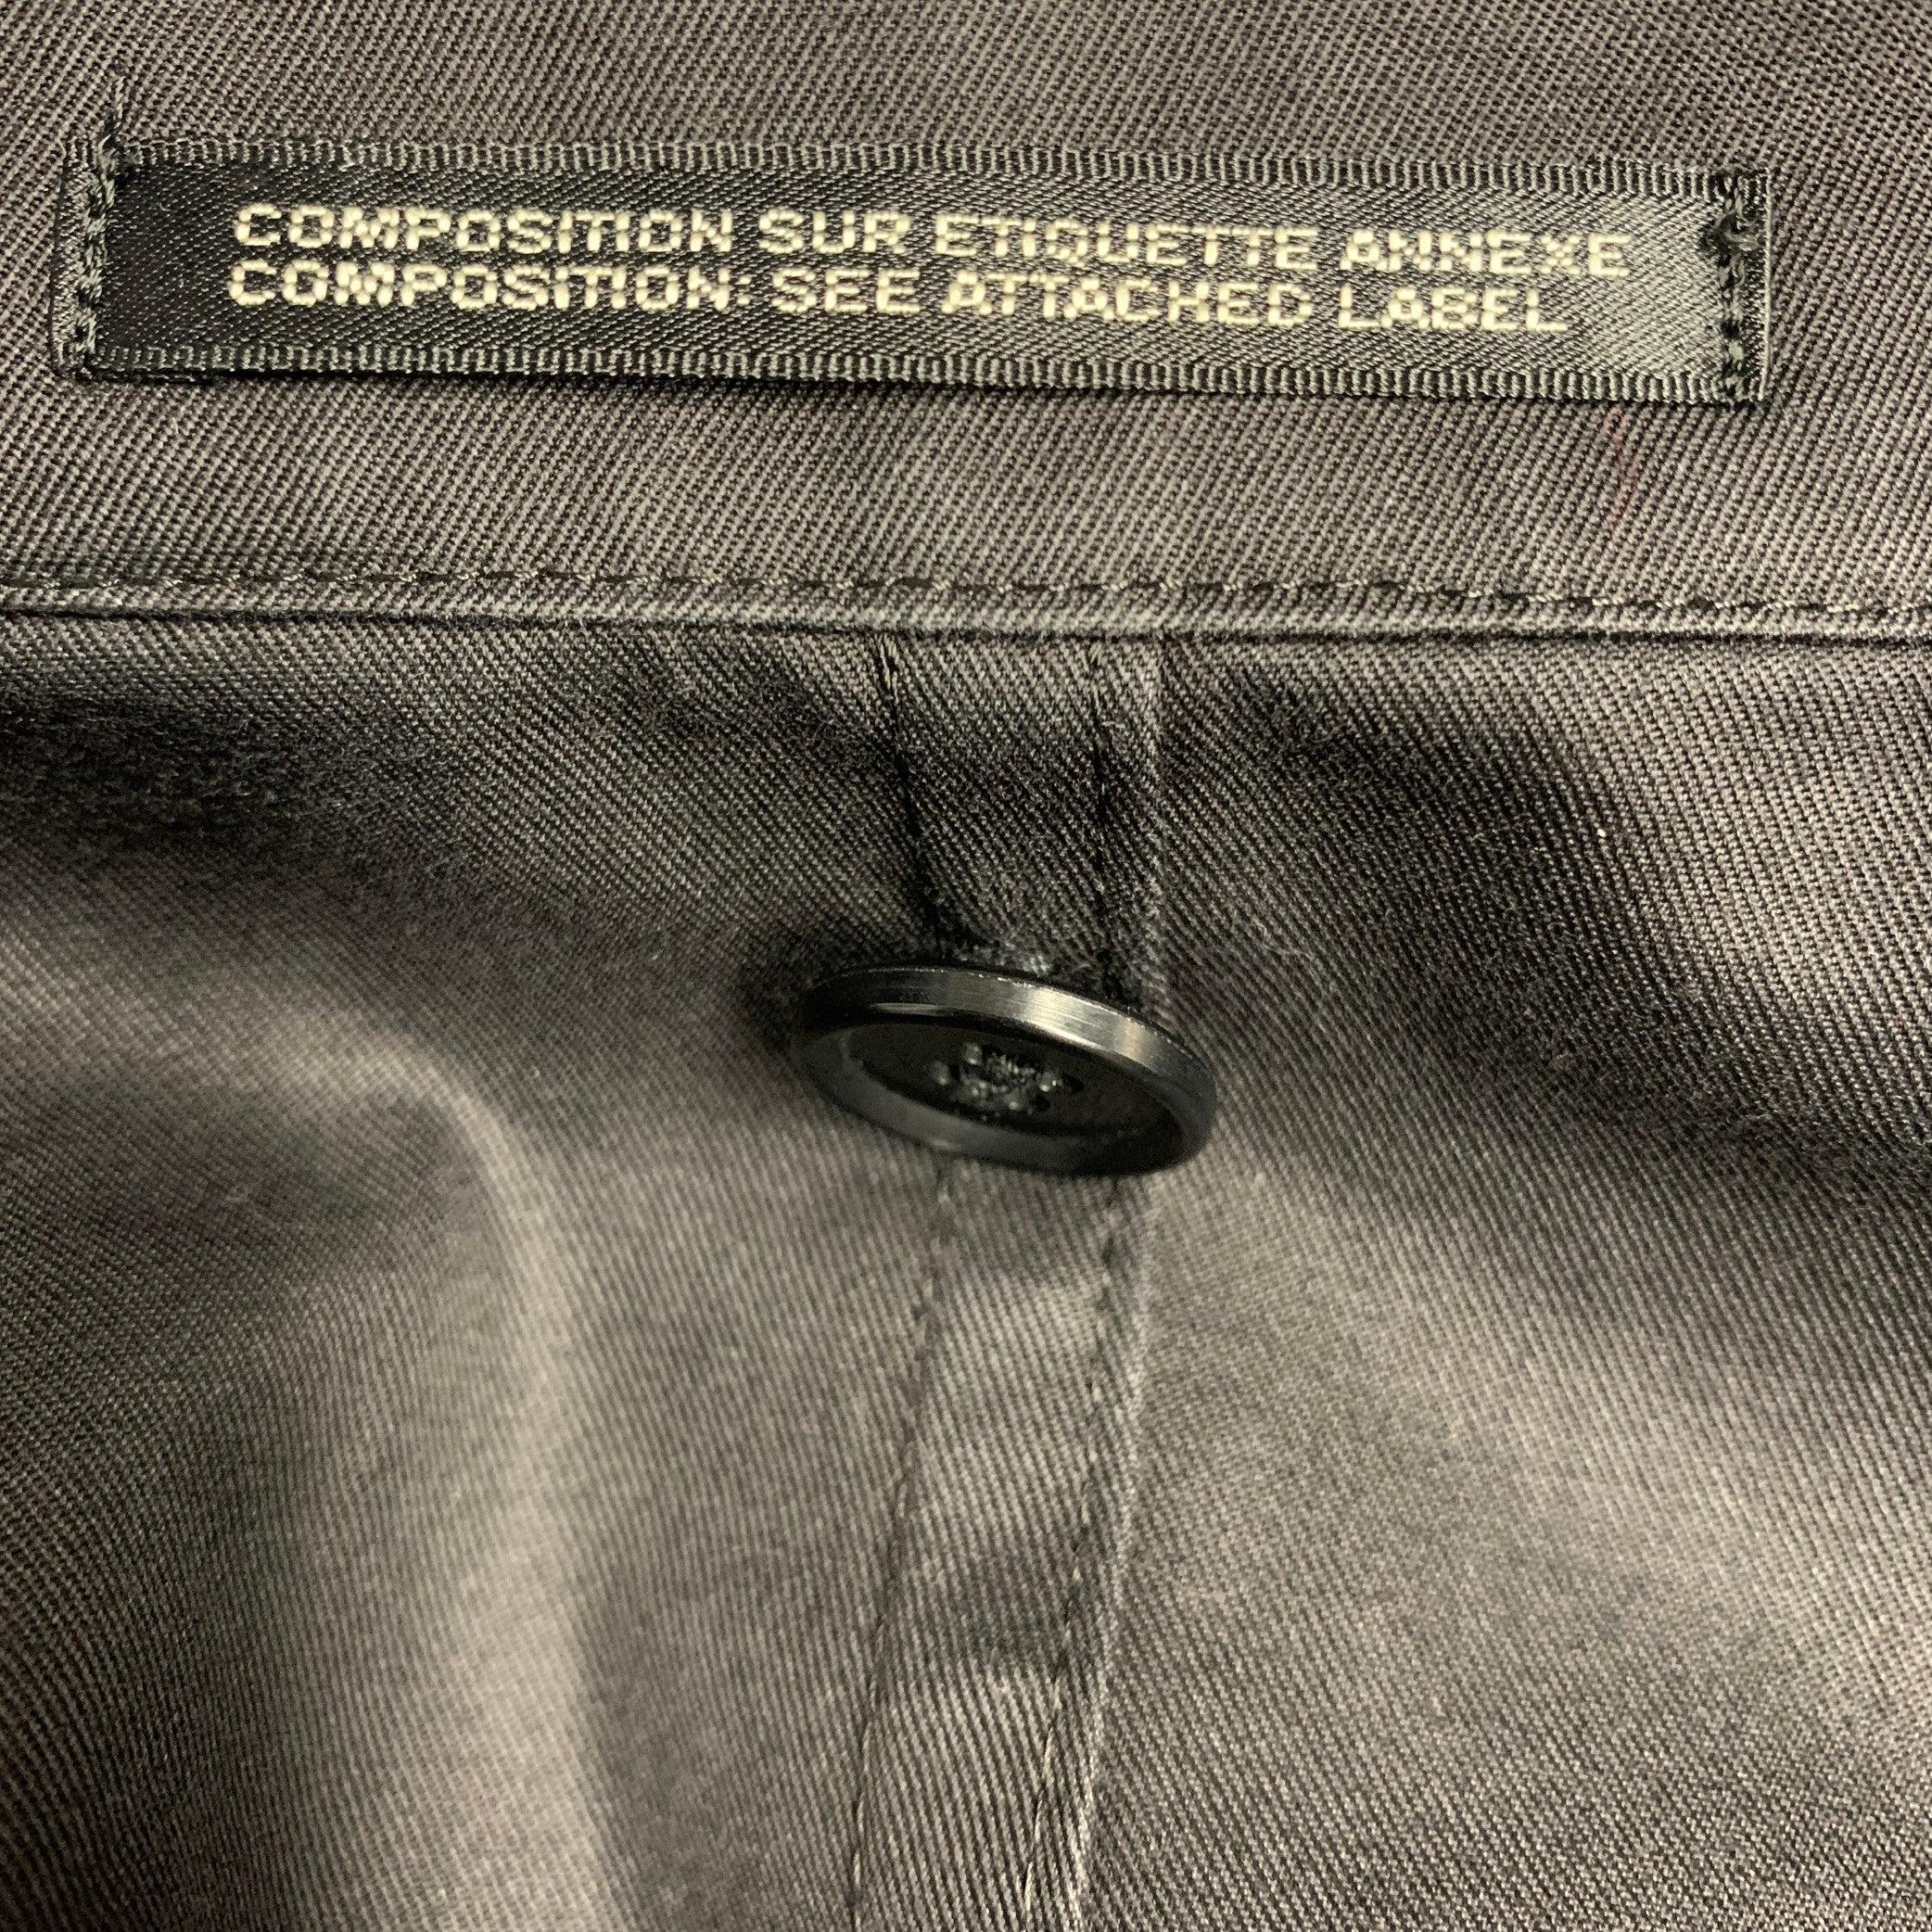 COMPOSITION SUR ETIQUETTE ANNEXE
COMPOSITION: SEE ATTACHED LABEL